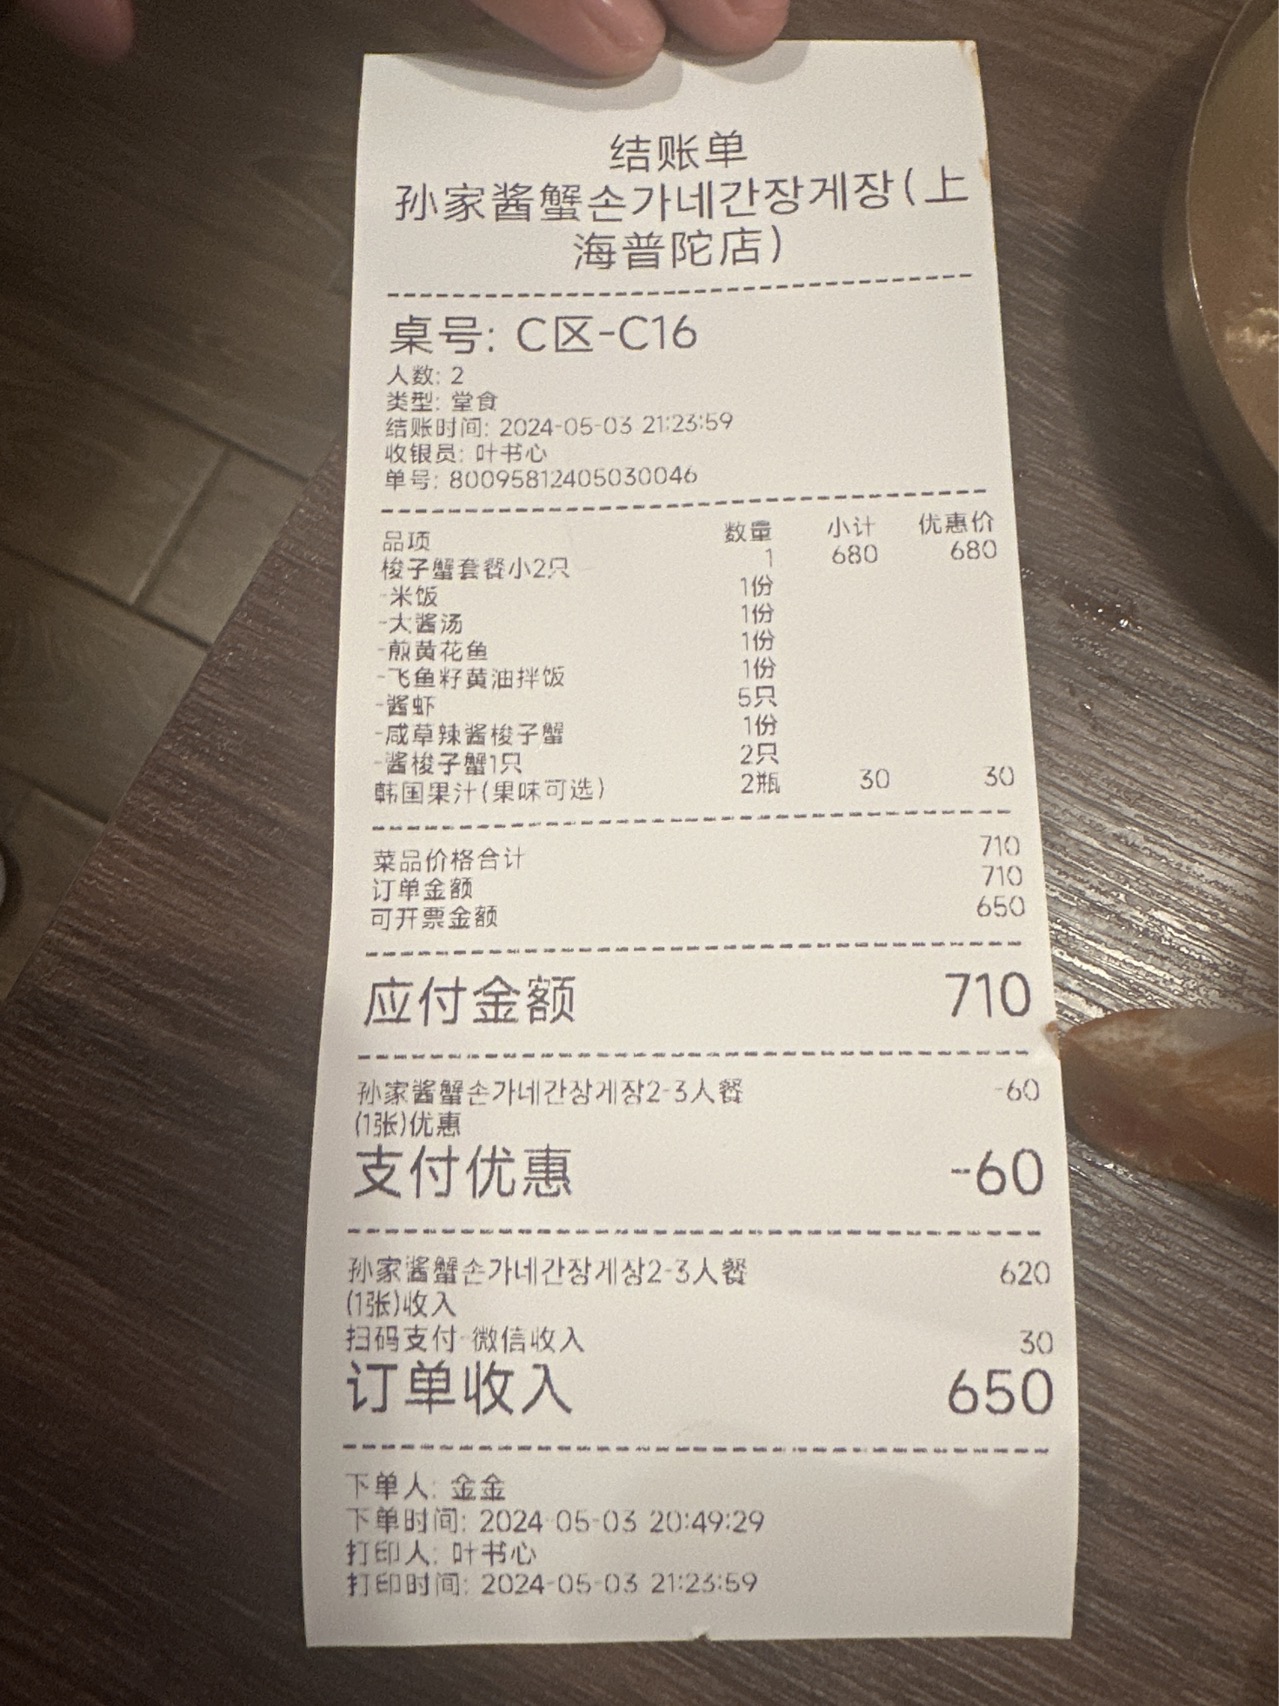 结账单
孙家酱蟹손가네간장게장(上
海普陀店)
桌号: C区-C16
人数: 2
类型: 堂食
结账时间: 2024-05-03 21:23:59
收银员: 叶书心
单号: 80095812405030046
品项 数量 小计 优惠价
梭子蟹套餐小2只 1 680 680
-米饭 1份
-大酱汤 1份
-煎黄花鱼 1份
-飞鱼籽黄油拌饭 1份
-酱虾 5只
-咸草辣酱梭子蟹 1份
-酱梭子蟹1只 2只
韩国果汁(果味可选) 2瓶 30 30
菜品价格合计 710
订单金额 710
可开票金额 650
应付金额 710
孙家酱蟹손가네간장게장2-3人餐 -60
(1张)优惠
支付优惠 -60
孙家酱蟹손가네간장게장2-3人餐 620
(1张)收入
扫码支付-微信收入 30
订单收入 650
下单人: 金金
下单时间: 2024-05-03 20:49:29
打印人: 叶书心
打印时间: 2024-05-03 21:23:59